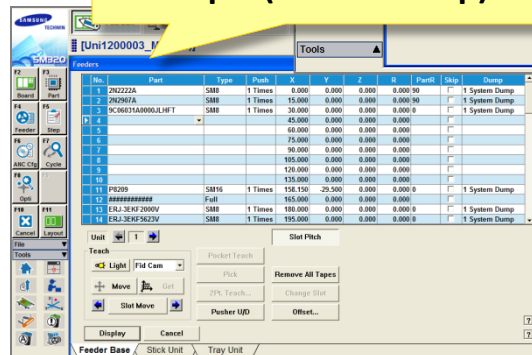 SAMSUNG
TECHWIN
SM320
[Uni1200003_M
Tools
Feeders
F2 F3
Board Part
F4 F5
Feeder Step
F6 F7
ANC Cfg Cycle
F8
Opti
F10 F11
Cancel Layout
File
Tools
No. Part Type Push X Y Z R PartR Skip Dump
1 2N2222A SM8 1 Times 0.000 0.000 0.000 0.000 90 1 System Dump
2 2N2907A SM8 1 Times 15.000 0.000 0.000 0.000 90 1 System Dump
3 9C06031A0000JLHFT SM8 1 Times 30.000 0.000 0.000 0.000 0 1 System Dump
4 45.000 0.000 0.000 0.000
5 60.000 0.000 0.000 0.000
6 75.000 0.000 0.000 0.000
7 90.000 0.000 0.000 0.000
8 105.000 0.000 0.000 0.000
9 120.000 0.000 0.000 0.000
10 135.000 0.000 0.000 0.000
11 P8209 SM16 1 Times 158.150 -29.500 0.000 0.000 0 1 System Dump
12 ########### Full 165.000 0.000 0.000 0.000
13 ERJ-3EKF2000V SM8 1 Times 180.000 0.000 0.000 0.000 0 1 System Dump
14 ERJ-3EKF5623V SM8 1 Times 195.000 0.000 0.000 0.000 0 1 System Dump
Unit 1 Slot Pitch
Teach
Light Fid Cam
Move Get
Slot Move
Pocket Teach
Pick Remove All Tapes
2Pt. Teach... Change Slot
Pusher U/D Offset...
Display Cancel
Feeder Base Stick Unit Tray Unit
?
?